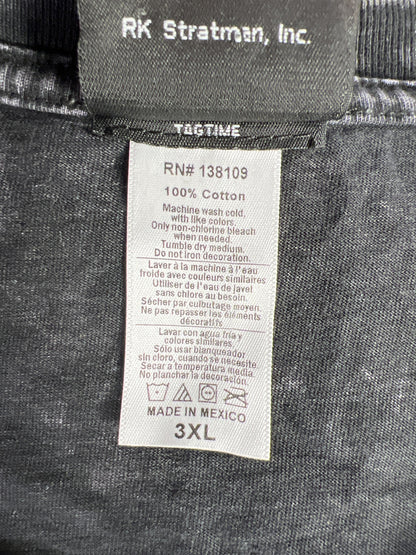 RK Stratman, Inc.
TAGTIME
RN# 138109
100% Cotton
Machine wash cold,
with like colors.
Only non-chlorine bleach
when needed.
Tumble dry medium.
Do not iron decoration.
Laver à la machine à l'eau
froide avec couleurs similaires
Utiliser de l'eau de javel
sans chlore au besoin.
Sécher par culbutage moyen.
Ne pas repasser les éléments
décoratifs
Lavar con agua fría y
colores similares.
Sólo usar blanqueador
sin cloro, cuando se necesite.
Secar a temperatura media.
No planchar la decoración.
MADE IN MEXICO
3XL